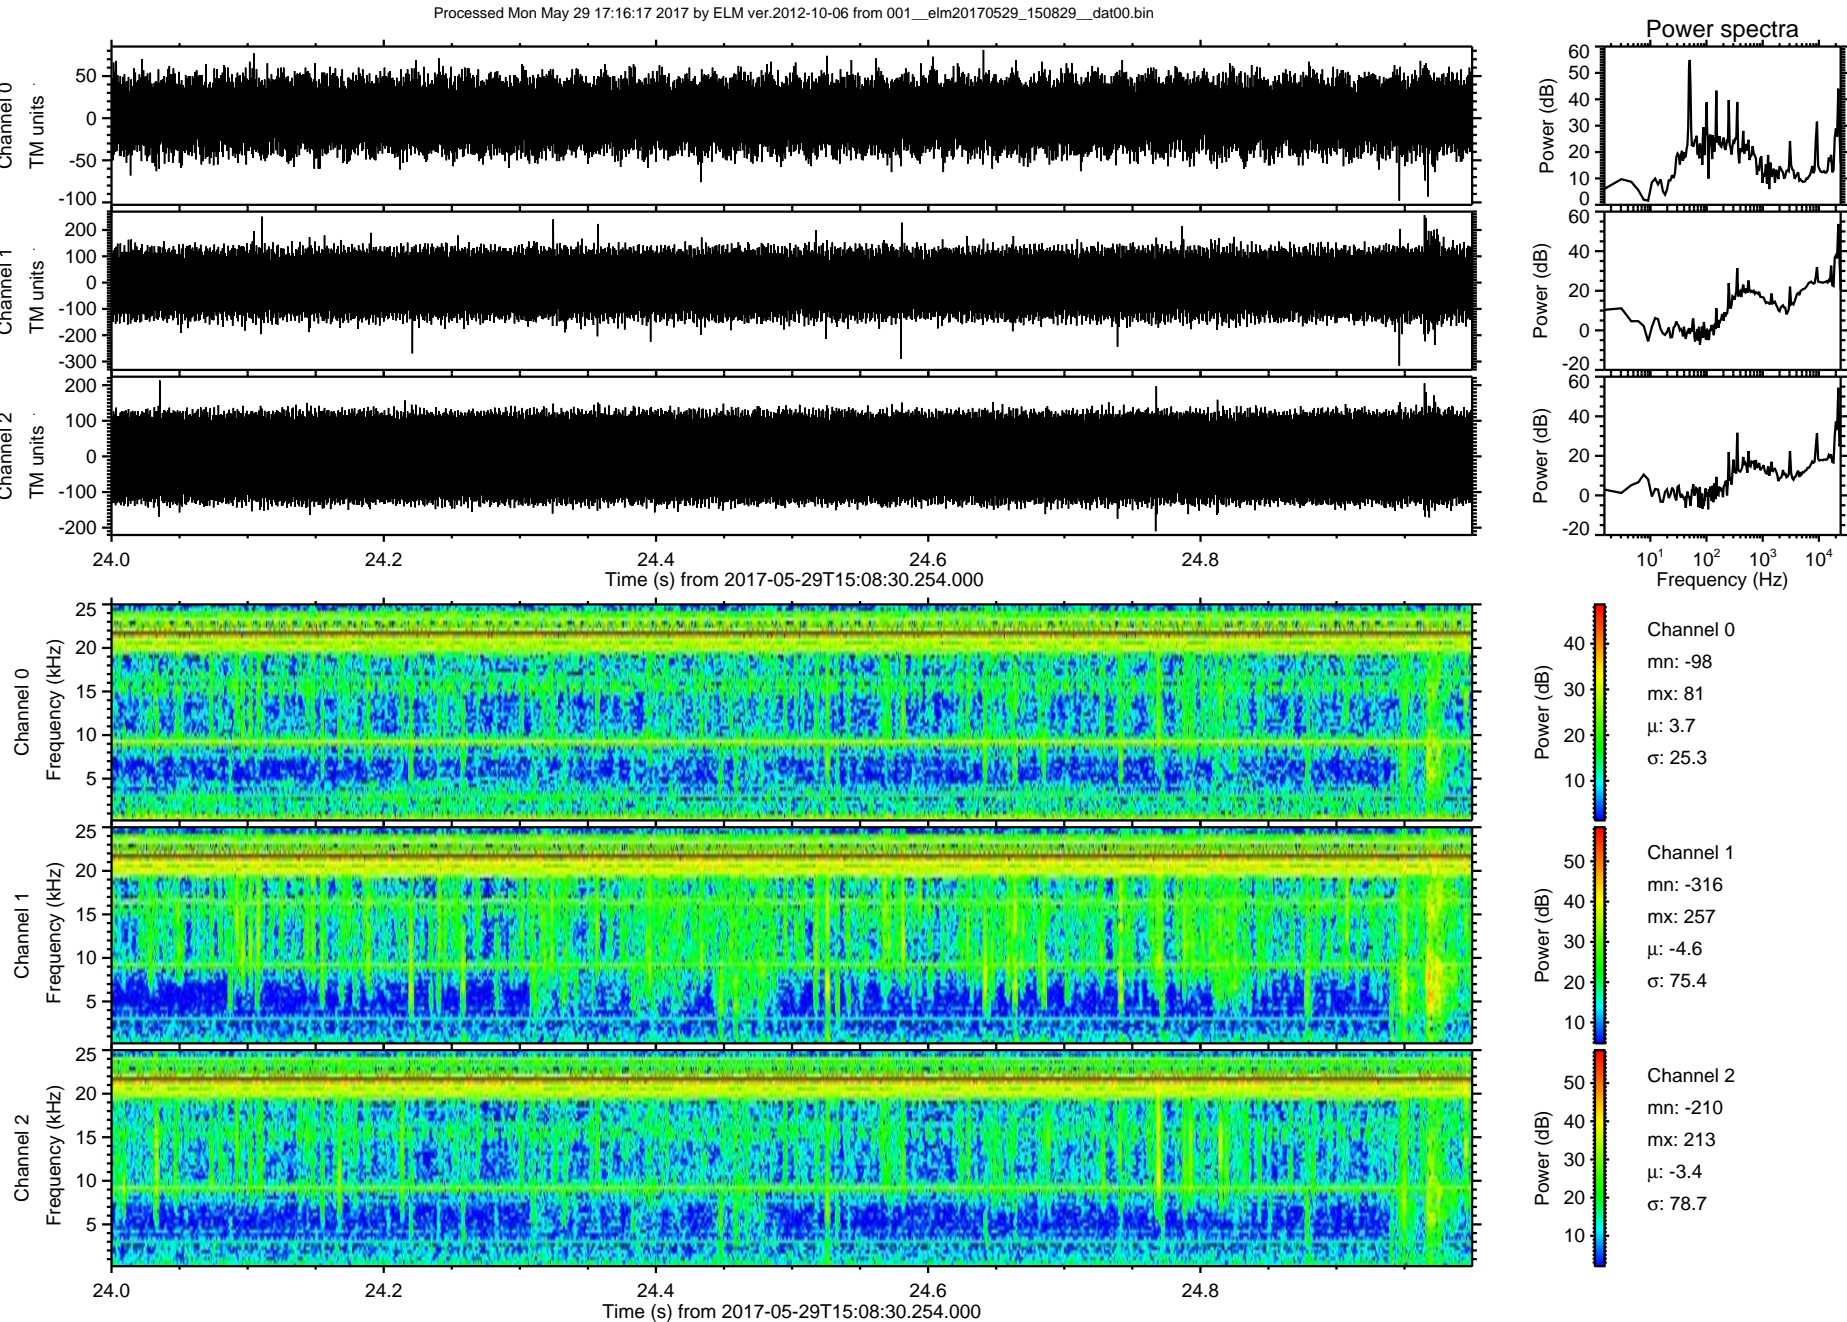 Processed Mon May 29 17:16:17 2017 by ELM ver.2012-10-06 from 001__elm20170529_150829__dat00.bin
Power spectra
Channel 0
TM units
50
0
-50
-100
Power (dB)
60
50
40
30
20
10
0
Channel 1
TM units
200
100
0
-100
-200
-300
Power (dB)
60
40
20
0
-20
Channel 2
TM units
200
100
0
-100
-200
Power (dB)
60
40
20
0
-20
24.0 24.2 24.4 24.6 24.8
Time (s) from 2017-05-29T15:08:30.254.000
10¹ 10² 10³ 10⁴
Frequency (Hz)
Channel 0
Frequency (kHz)
25
20
15
10
5
Power (dB)
40
30
20
10
Channel 0
mn: -98
mx: 81
μ: 3.7
σ: 25.3
Channel 1
Frequency (kHz)
25
20
15
10
5
Power (dB)
50
40
30
20
10
Channel 1
mn: -316
mx: 257
μ: -4.6
σ: 75.4
Channel 2
Frequency (kHz)
25
20
15
10
5
Power (dB)
50
40
30
20
10
Channel 2
mn: -210
mx: 213
μ: -3.4
σ: 78.7
24.0 24.2 24.4 24.6 24.8
Time (s) from 2017-05-29T15:08:30.254.000